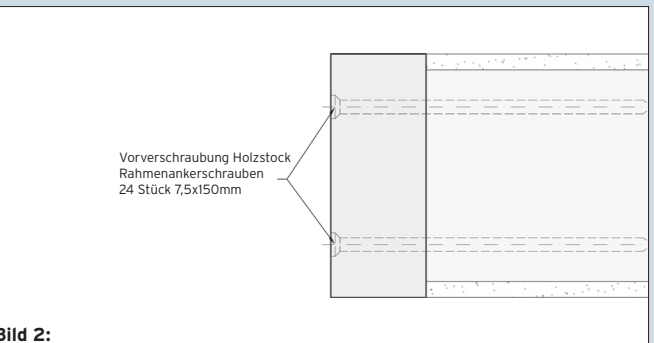 Vorverschraubung Holzstock
Rahmenankerschrauben
24 Stück 7,5x150mm
Bild 2: